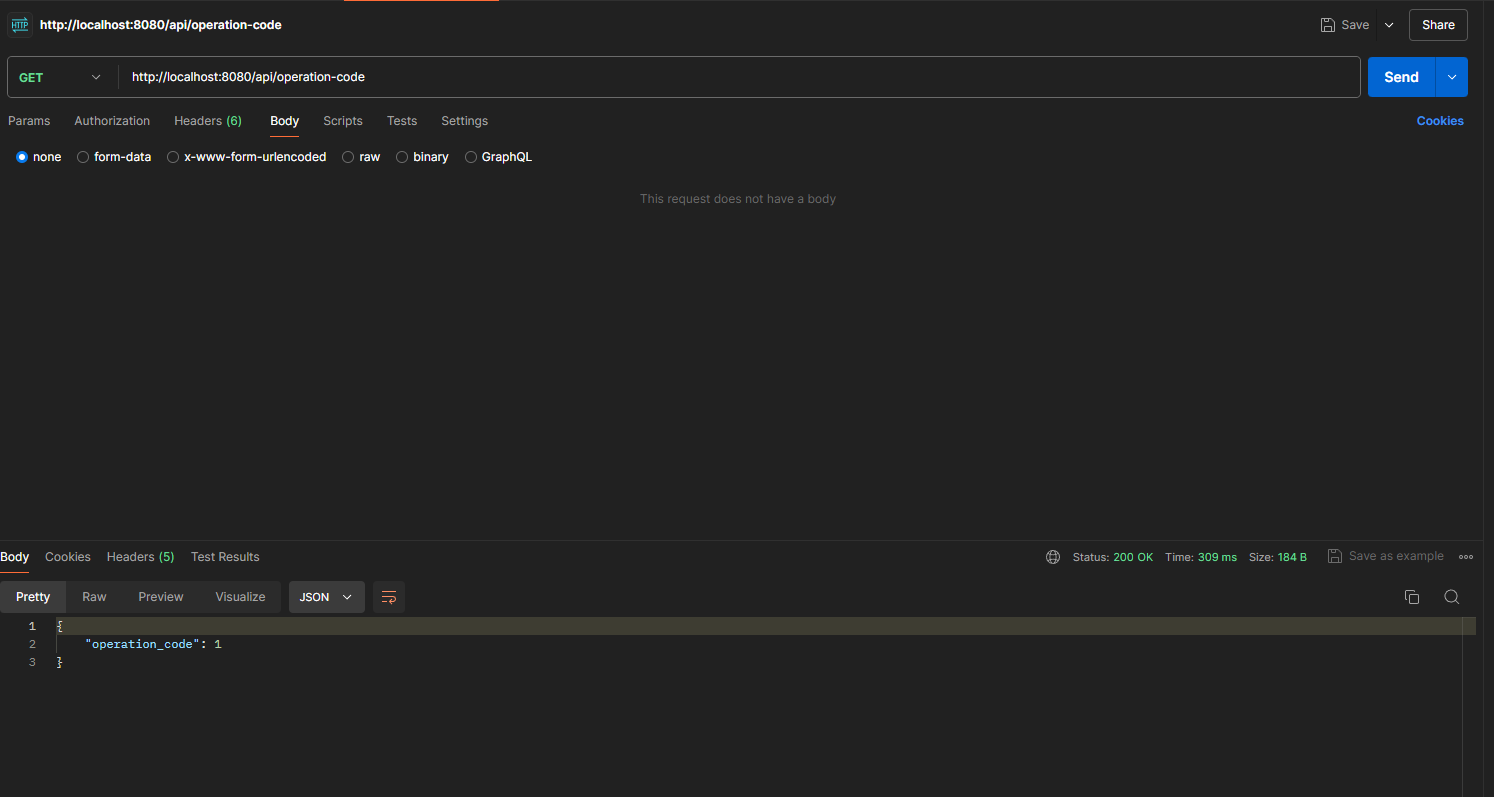 HTTP http://localhost:8080/api/operation-code Save Share
GET http://localhost:8080/api/operation-code Send
Params Authorization Headers (6) Body Scripts Tests Settings Cookies
none form-data x-www-form-urlencoded raw binary GraphQL
This request does not have a body
Body Cookies Headers (5) Test Results Status: 200 OK Time: 309 ms Size: 184 B Save as example
Pretty Raw Preview Visualize JSON
1 {
2 "operation_code": 1
3 }